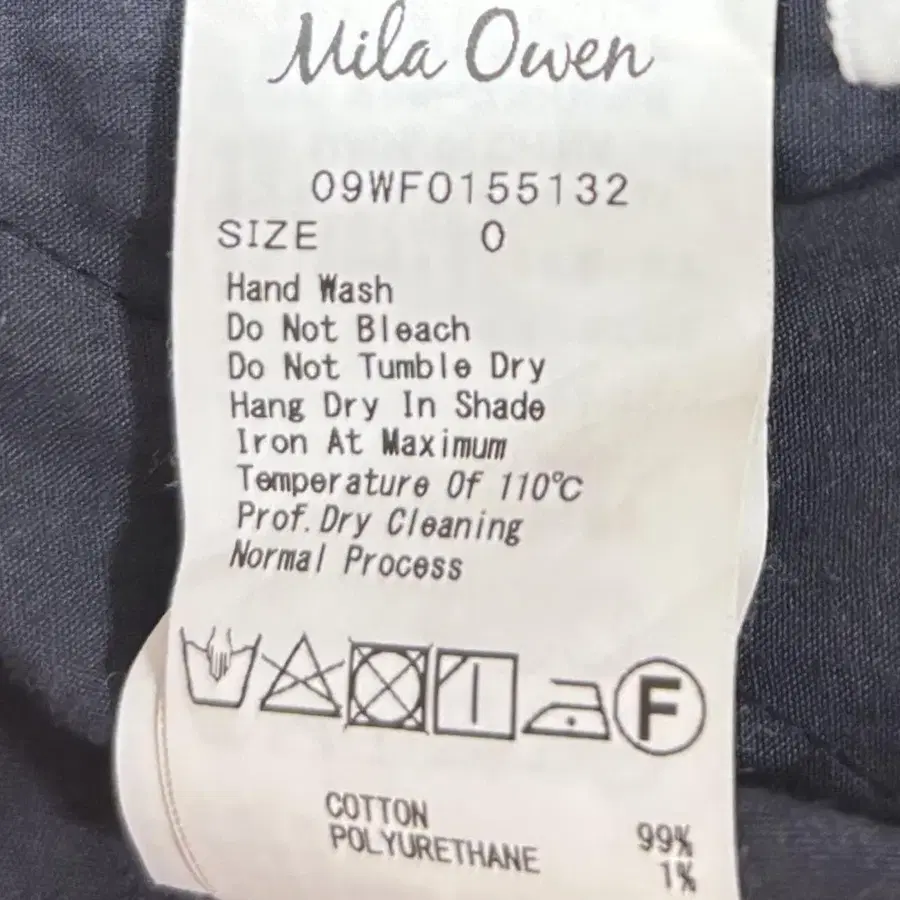 Mila Owen
09WF0155132
SIZE 0
Hand Wash
Do Not Bleach
Do Not Tumble Dry
Hang Dry In Shade
Iron At Maximum
Temperature Of 110℃
Prof.Dry Cleaning
Normal Process
F
COTTON 99%
POLYURETHANE 1%